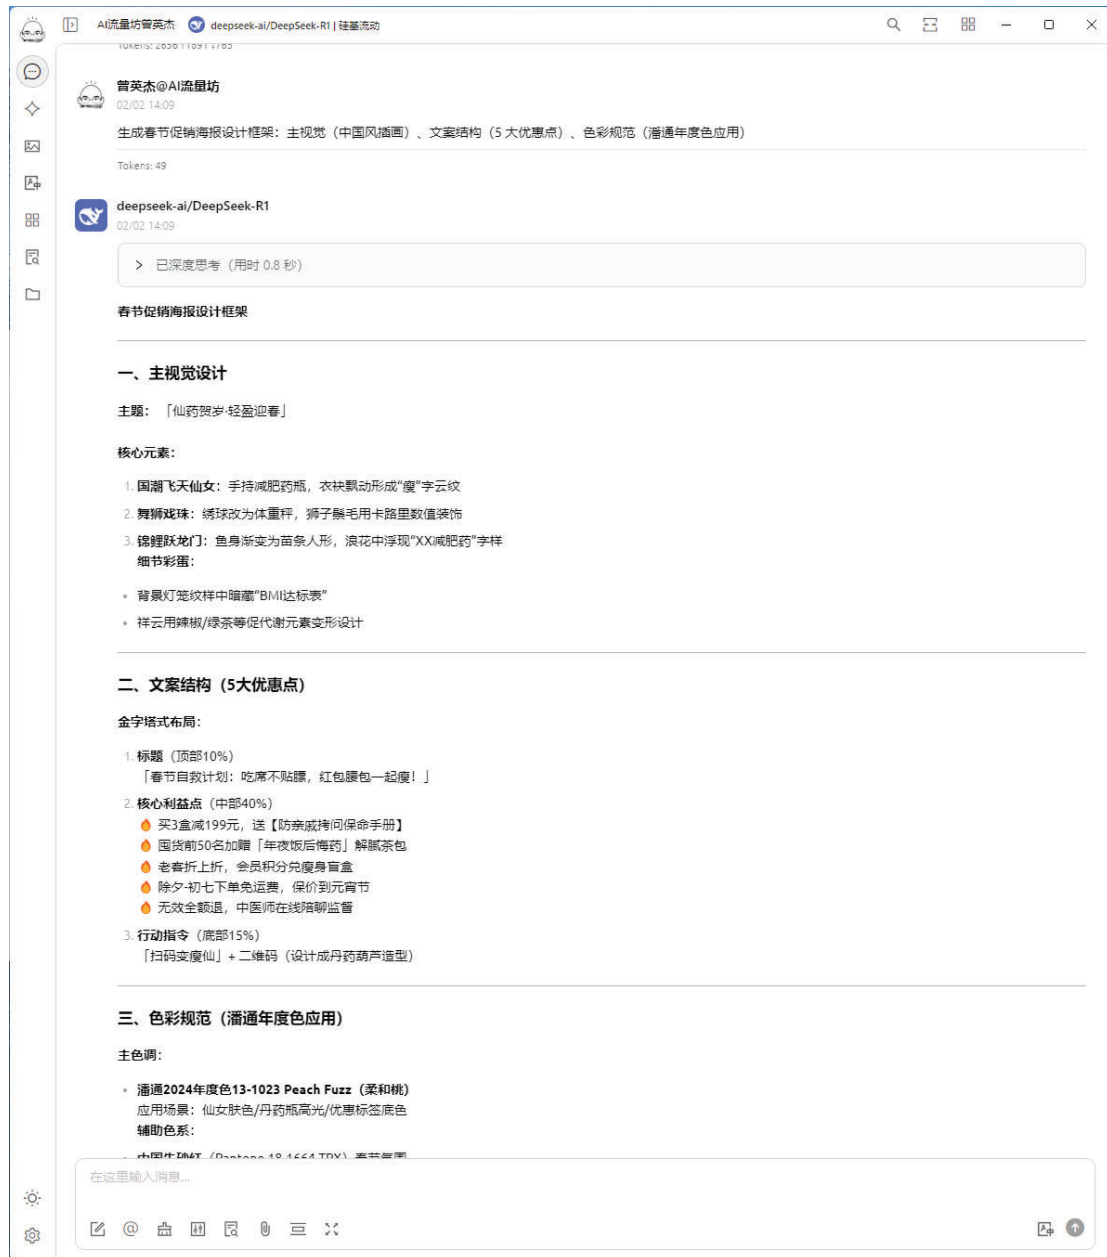 AI流量坊曾英杰 deepseek-ai/DeepSeek-R1 | 硅基流动
曾英杰@AI流量坊
02/02 14:09
生成春节促销海报设计框架：主视觉（中国风插画）、文案结构（5 大优惠点）、色彩规范（潘通年度色应用）
Tokens: 49
deepseek-ai/DeepSeek-R1
02/02 14:09
已深度思考（用时 0.8 秒）
春节促销海报设计框架
一、主视觉设计
主题： 「仙药贺岁·轻盈迎春」
核心元素：
1. 国潮飞天仙女：手持减肥药瓶，衣袂飘动形成“瘦”字云纹
2. 舞狮戏珠：绣球改为体重秤，狮子鬃毛用卡路里数值装饰
3. 锦鲤跃龙门：鱼身渐变为苗条人形，浪花中浮现“XX减肥药”字样
细节彩蛋：
• 背景灯笼纹样中暗藏“BMI达标表”
• 祥云用辣椒/绿茶等促代谢元素变形设计
二、文案结构（5大优惠点）
金字塔式布局：
1. 标题（顶部10%）
「春节自救计划：吃席不贴膘，红包腰包一起瘦！」
2. 核心利益点（中部40%）
🔥 买3盒减199元，送【防亲戚拷问保命手册】
🔥 囤货前50名加赠「年夜饭后悔药」解腻茶包
🔥 老客折上折，会员积分兑瘦身盲盒
🔥 除夕-初七下单免运费，保价到元宵节
🔥 无效全额退，中医师在线陪聊监督
3. 行动指令（底部15%）
「扫码变瘦仙」+ 二维码（设计成丹药葫芦造型）
三、色彩规范（潘通年度色应用）
主色调：
• 潘通2024年度色13-1023 Peach Fuzz（柔和桃）
应用场景：仙女肤色/丹药瓶高光/优惠标签底色
辅助色系：
在这里输入消息...